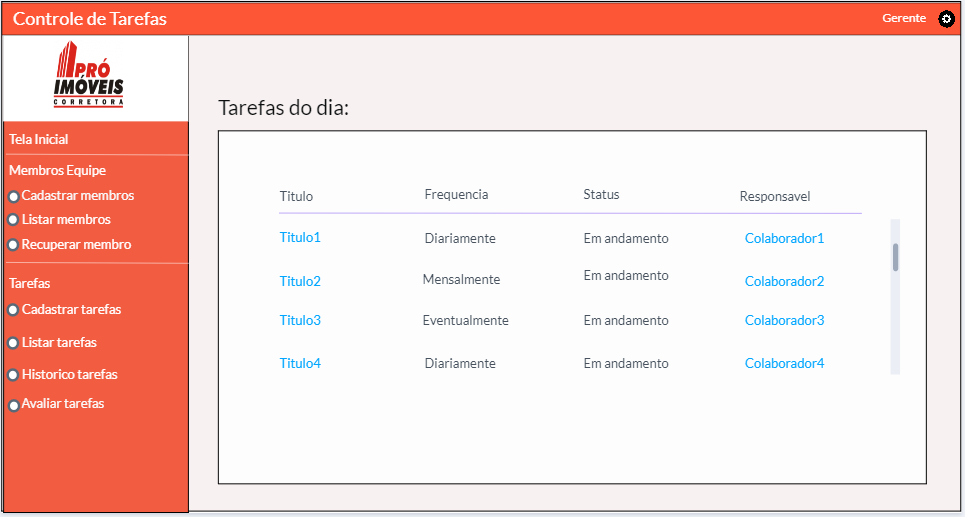 Controle de Tarefas
Gerente
PRÓ
IMÓVEIS
CORRETORA
Tela Inicial
Membros Equipe
Cadastrar membros
Listar membros
Recuperar membro
Tarefas
Cadastrar tarefas
Listar tarefas
Historico tarefas
Avaliar tarefas
Tarefas do dia:
Titulo Frequencia Status Responsavel
Titulo1 Diariamente Em andamento Colaborador1
Titulo2 Mensalmente Em andamento Colaborador2
Titulo3 Eventualmente Em andamento Colaborador3
Titulo4 Diariamente Em andamento Colaborador4